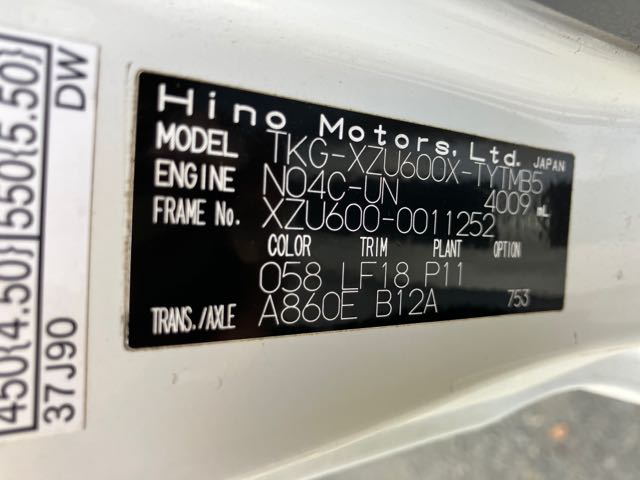 Hino Motors, Ltd. JAPAN
MODEL TKG-XZU600X-TYTMB5
ENGINE N04C-UN 4009 mL
FRAME No. XZU600-0011252
COLOR TRIM PLANT OPTION
058 LF18 P11
TRANS./AXLE A860E B12A 753
450{4.50} 550{5.50}
37J90 DW